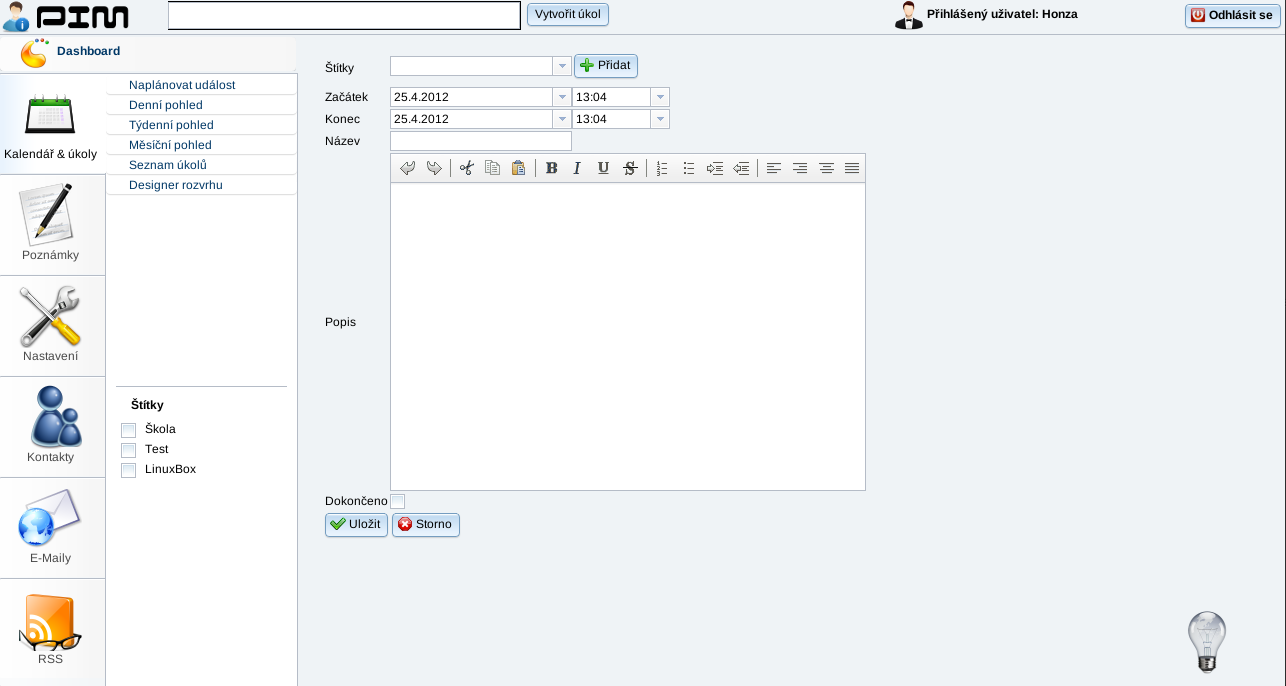 PIM
Vytvořit úkol
Přihlášený uživatel: Honza
Odhlásit se
Dashboard
Kalendář & úkoly
Naplánovat událost
Denní pohled
Týdenní pohled
Měsíční pohled
Seznam úkolů
Designer rozvrhu
Poznámky
Nastavení
Kontakty
E-Maily
RSS
Štítky
Škola
Test
LinuxBox
Štítky
Přidat
Začátek 25.4.2012 13:04
Konec 25.4.2012 13:04
Název
B I U S
Popis
Dokončeno
Uložit Storno